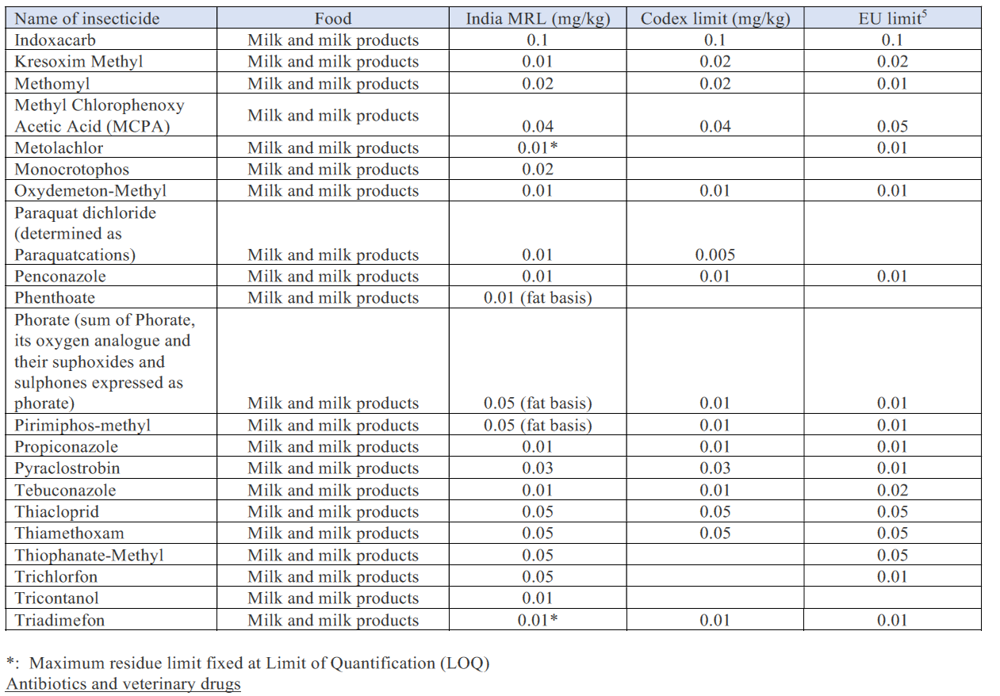 Name of insecticide Food India MRL (mg/kg) Codex limit (mg/kg) EU limit5
Indoxacarb Milk and milk products 0.1 0.1 0.1
Kresoxim Methyl Milk and milk products 0.01 0.02 0.02
Methomyl Milk and milk products 0.02 0.02 0.01
Methyl Chlorophenoxy
Acetic Acid (MCPA) Milk and milk products 0.04 0.04 0.05
Metolachlor Milk and milk products 0.01* 0.01
Monocrotophos Milk and milk products 0.02
Oxydemeton-Methyl Milk and milk products 0.01 0.01 0.01
Paraquat dichloride
(determined as
Paraquatcations) Milk and milk products 0.01 0.005
Penconazole Milk and milk products 0.01 0.01 0.01
Phenthoate Milk and milk products 0.01 (fat basis)
Phorate (sum of Phorate,
its oxygen analogue and
their suphoxides and
sulphones expressed as
phorate) Milk and milk products 0.05 (fat basis) 0.01 0.01
Pirimiphos-methyl Milk and milk products 0.05 (fat basis) 0.01 0.01
Propiconazole Milk and milk products 0.01 0.01 0.01
Pyraclostrobin Milk and milk products 0.03 0.03 0.01
Tebuconazole Milk and milk products 0.01 0.01 0.02
Thiacloprid Milk and milk products 0.05 0.05 0.05
Thiamethoxam Milk and milk products 0.05 0.05 0.05
Thiophanate-Methyl Milk and milk products 0.05 0.05
Trichlorfon Milk and milk products 0.05 0.01
Tricontanol Milk and milk products 0.01
Triadimefon Milk and milk products 0.01* 0.01 0.01
*: Maximum residue limit fixed at Limit of Quantification (LOQ)
Antibiotics and veterinary drugs